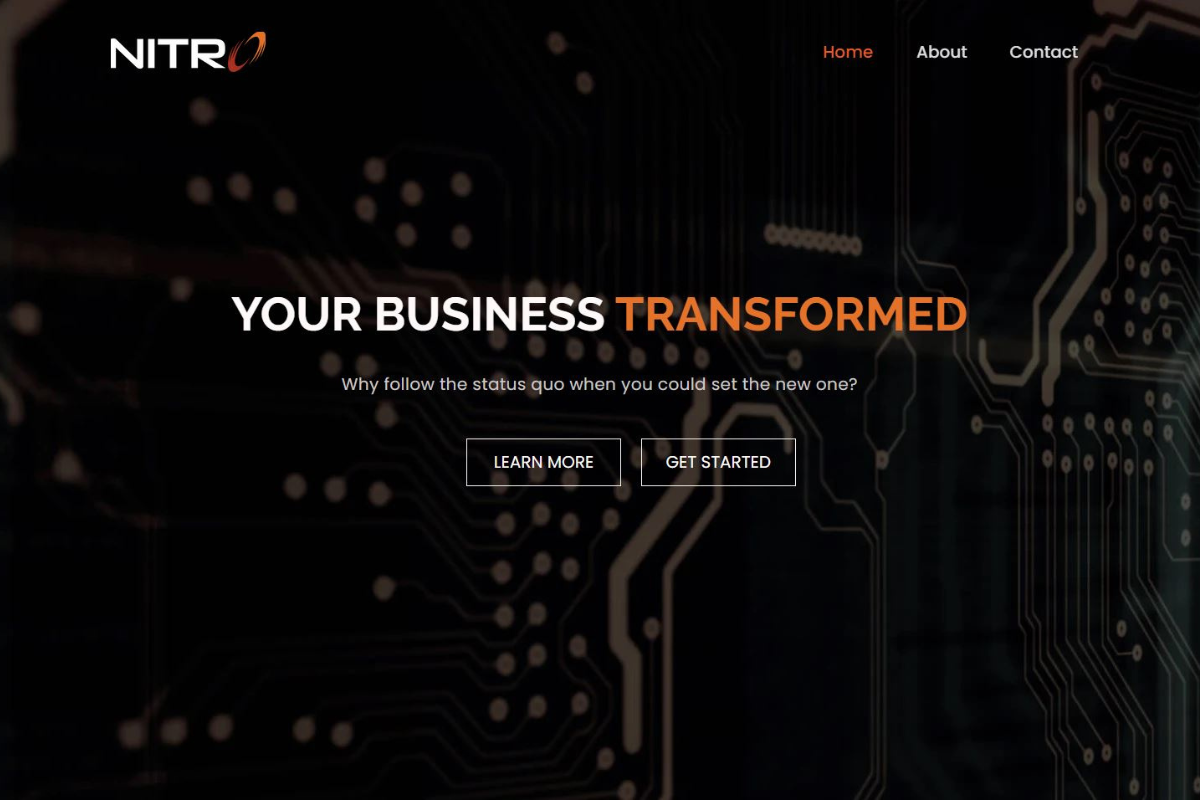 NITRO
Home About Contact
YOUR BUSINESS TRANSFORMED
Why follow the status quo when you could set the new one?
LEARN MORE GET STARTED